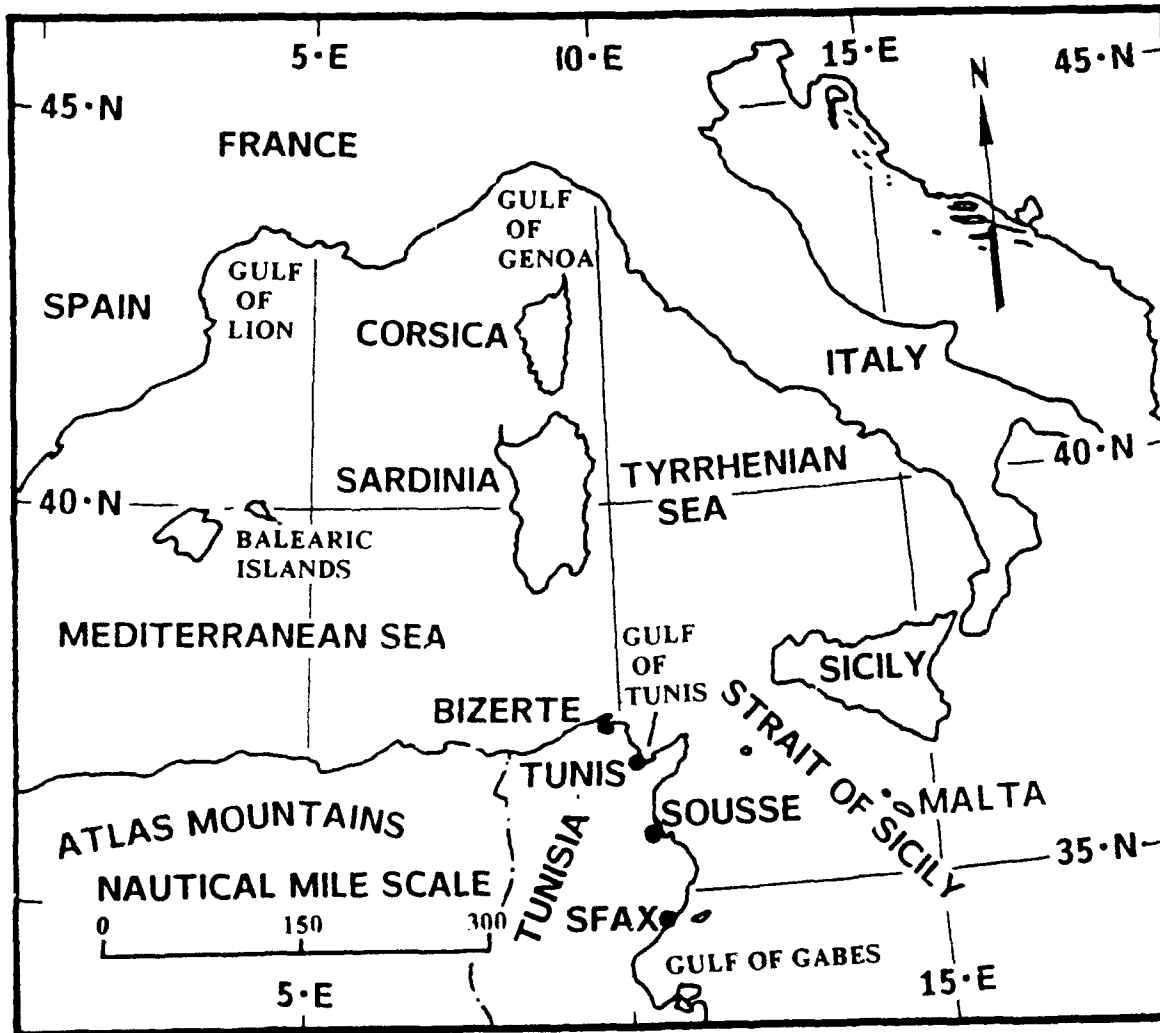 5·E
10·E
15·E
45·N
N
45·N
FRANCE
GULF
OF
GENOA
GULF
OF
LION
SPAIN
CORSICA
ITALY
SARDINIA
TYRRHENIAN
SEA
40·N
40·N
BALEARIC
ISLANDS
MEDITERRANEAN SEA
GULF
OF
TUNIS
SICILY
BIZERTE
STRAIT OF SICILY
TUNIS
MALTA
SOUSSE
ATLAS MOUNTAINS
TUNISIA
35·N
NAUTICAL MILE SCALE
0 150 300
SFAX
GULF OF GABES
5·E
15·E